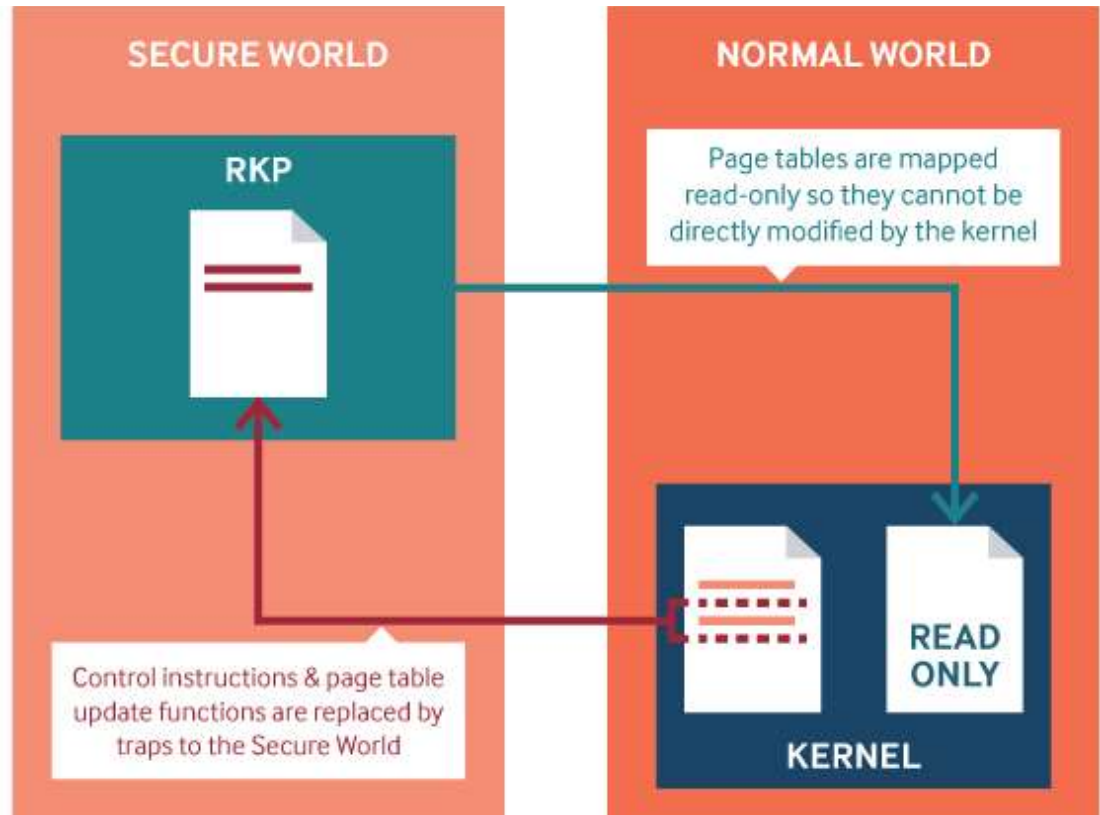 SECURE WORLD
RKP
Control instructions & page table
update functions are replaced by
traps to the Secure World
NORMAL WORLD
Page tables are mapped
read-only so they cannot be
directly modified by the kernel
READ
ONLY
KERNEL